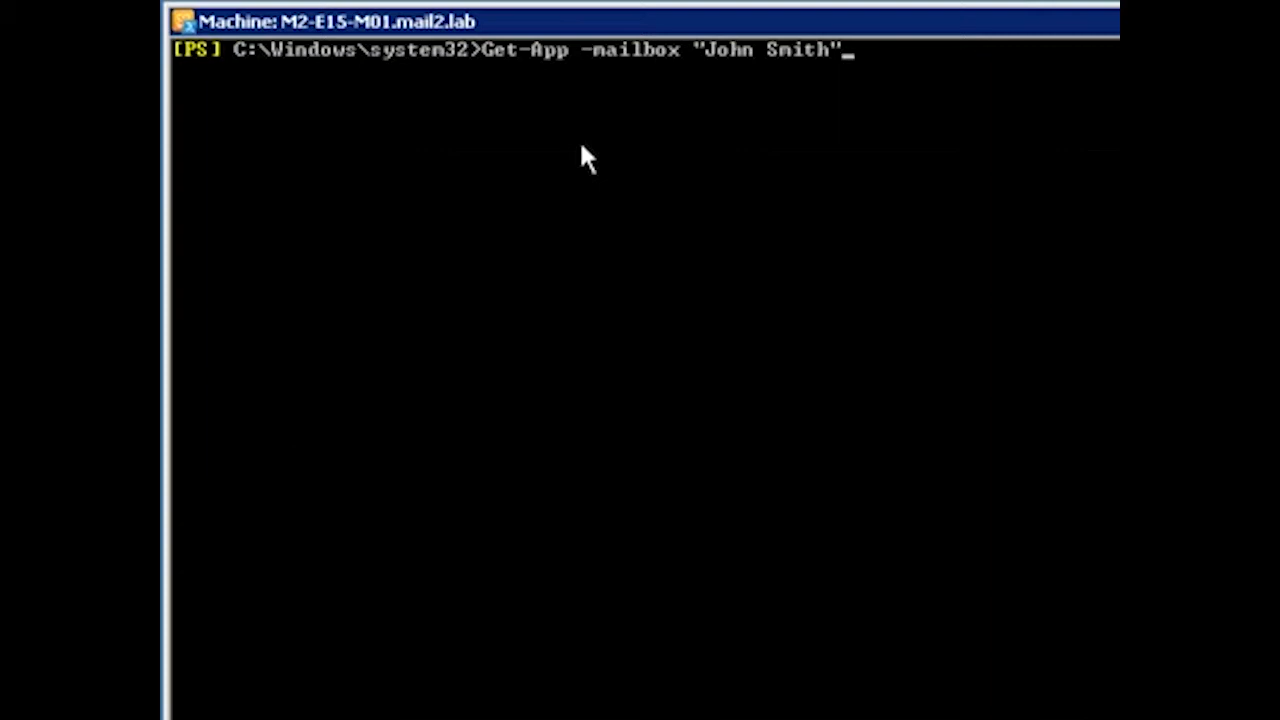 Machine: M2-E15-M01.mail2.lab
[PS] C:\Windows\system32>Get-App -mailbox "John Smith"_